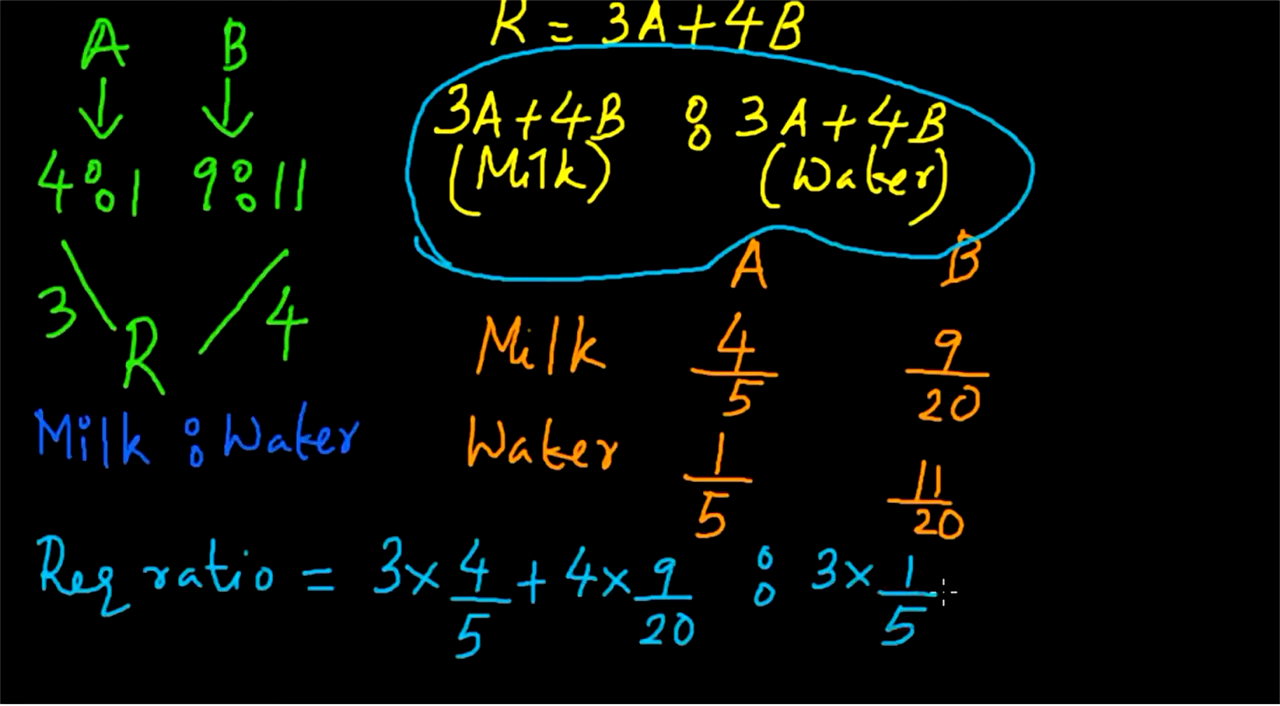 R = 3A+4B
A B
4:1 9:11
3A+4B : 3A+4B
(Milk) (Water)
3 R 4
Milk : Water
A B
Milk 4/5 9/20
Water 1/5 11/20
Req ratio = 3×4/5+4×9/20 : 3×1/5